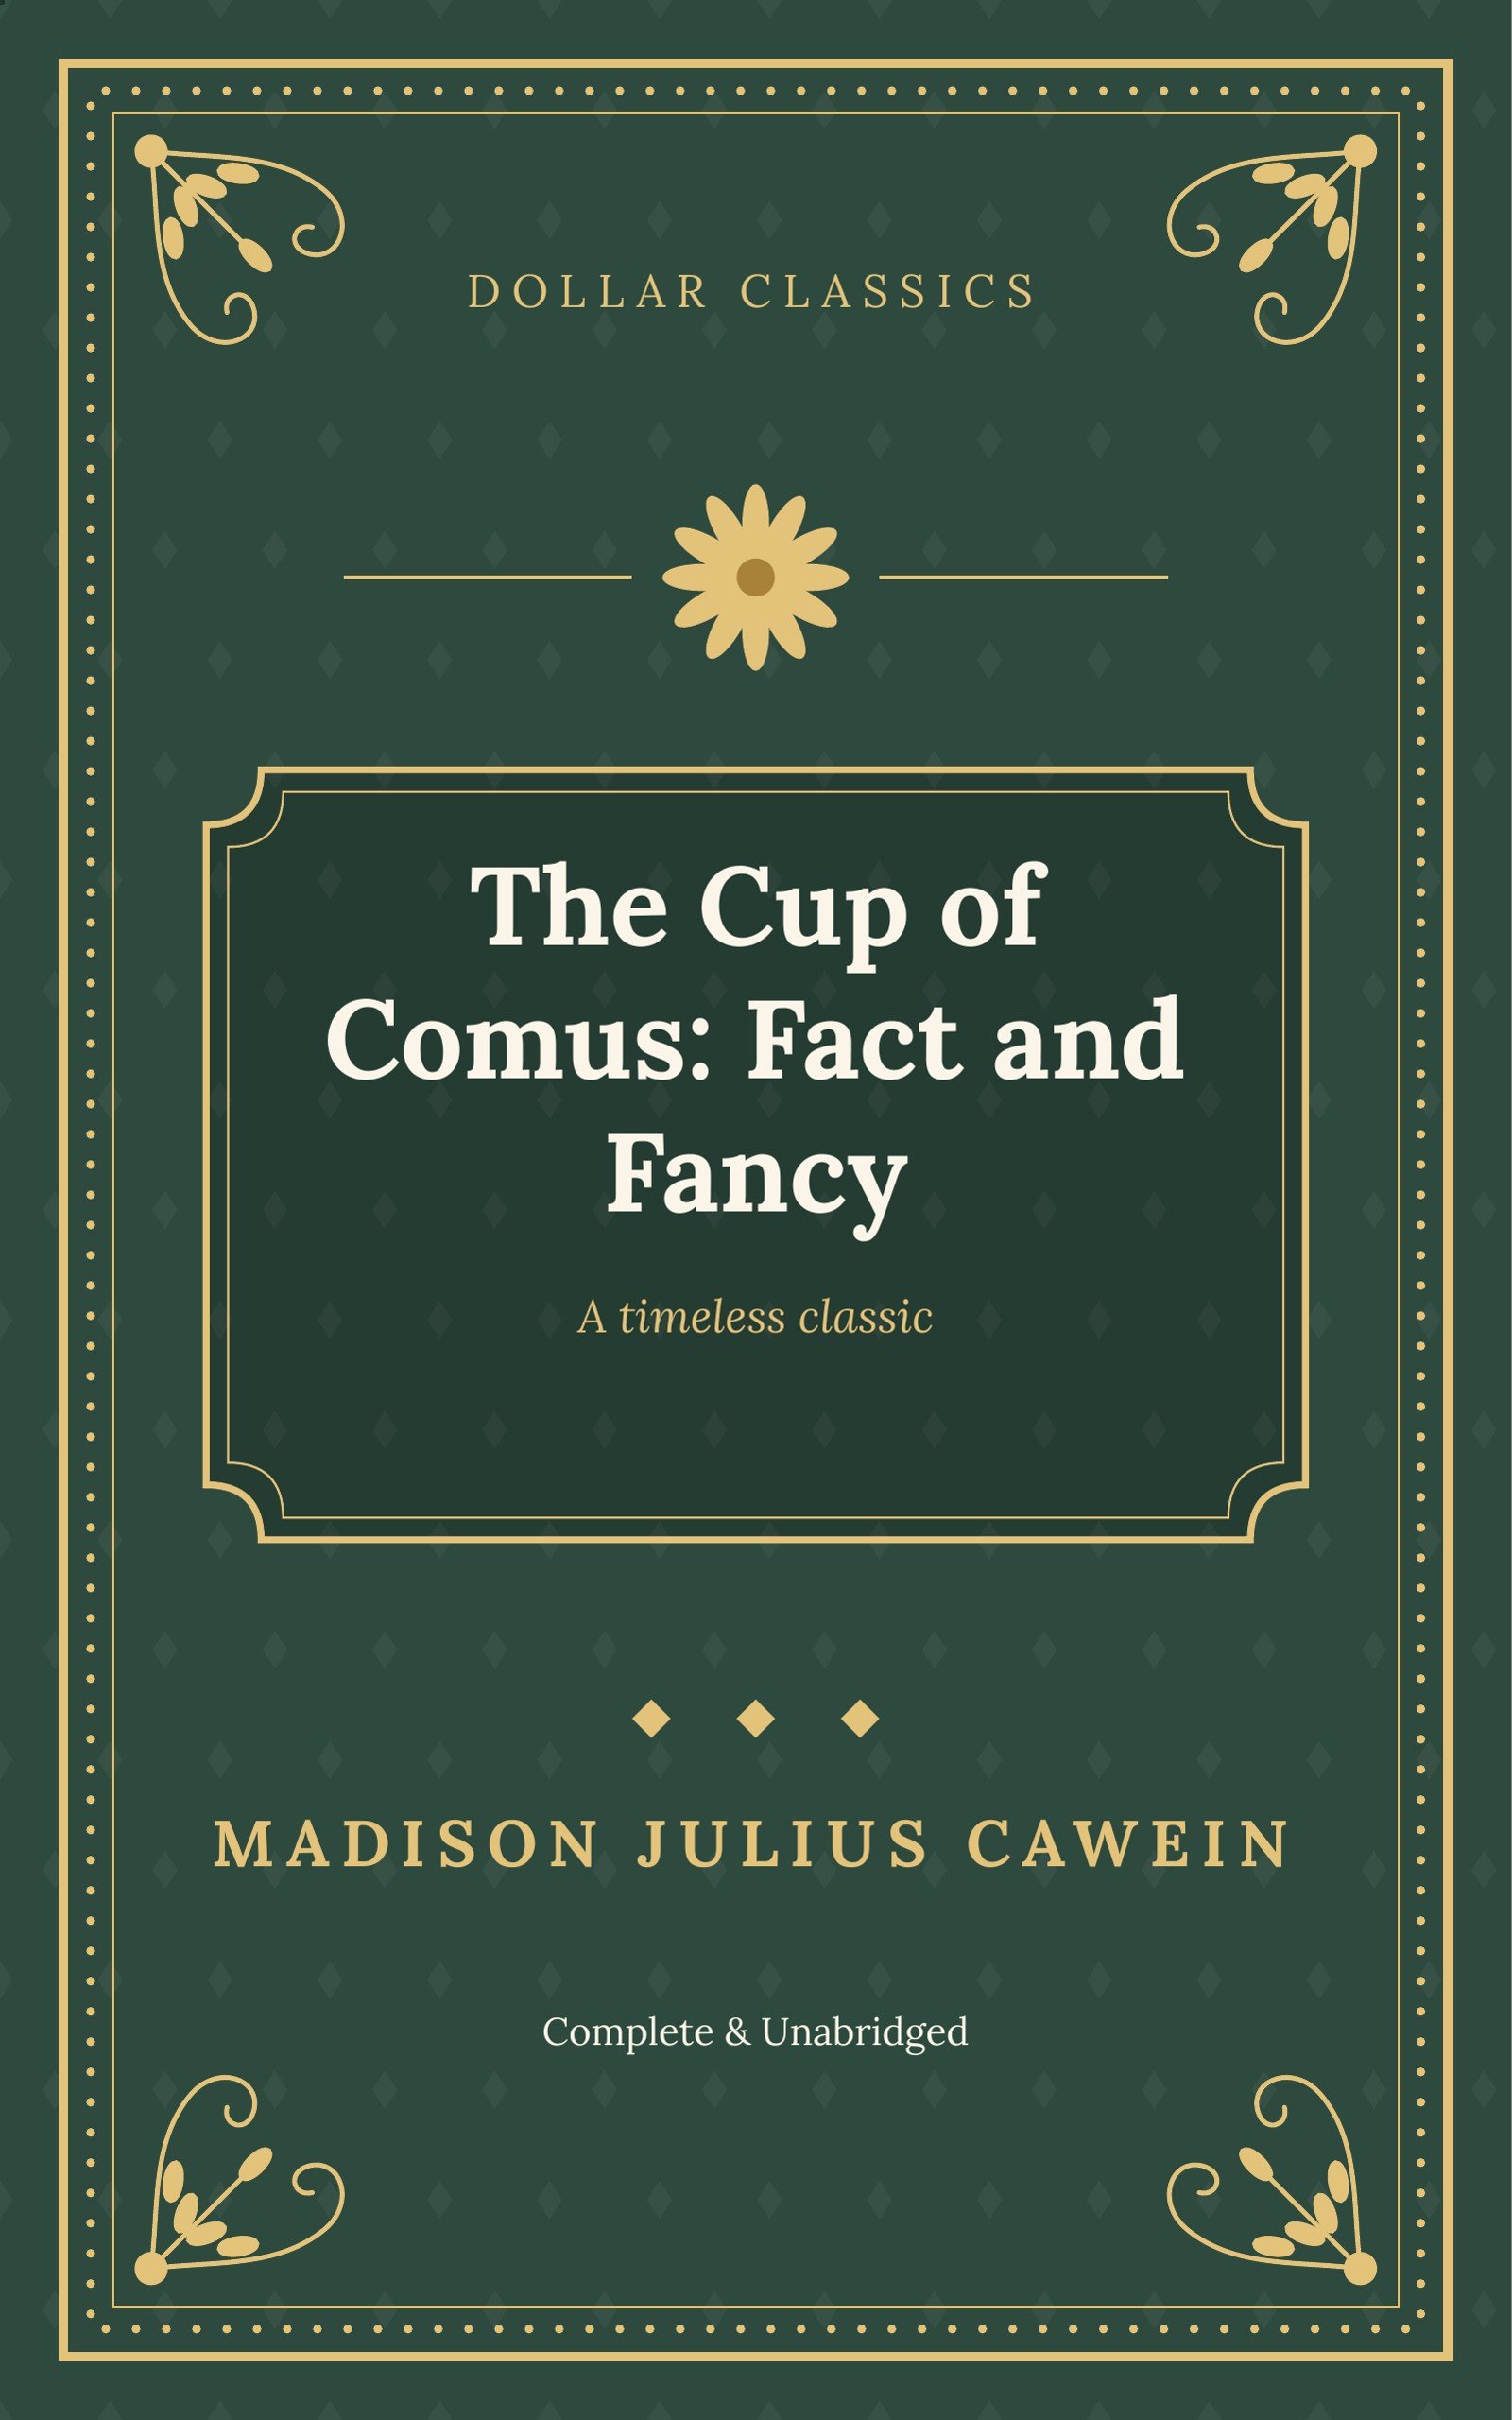 DOLLAR CLASSICS
The Cup of
Comus: Fact and
Fancy
A timeless classic
MADISON JULIUS CAWEIN
Complete & Unabridged